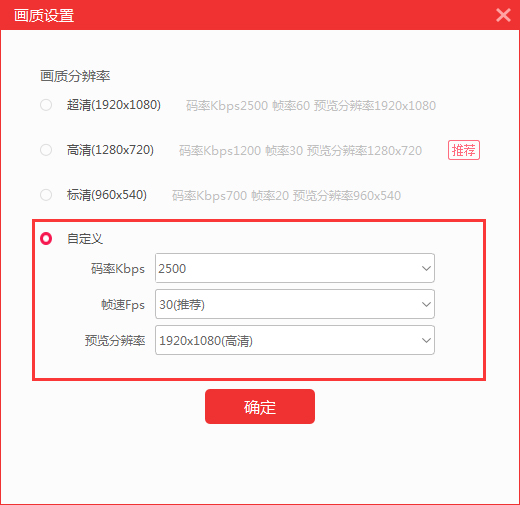 画质设置
画质分辨率
超清(1920x1080) 码率Kbps2500 帧率60 预览分辨率1920x1080
高清(1280x720) 码率Kbps1200 帧率30 预览分辨率1280x720 推荐
标清(960x540) 码率Kbps700 帧率20 预览分辨率960x540
自定义
码率Kbps 2500
帧速Fps 30(推荐)
预览分辨率 1920x1080(高清)
确定